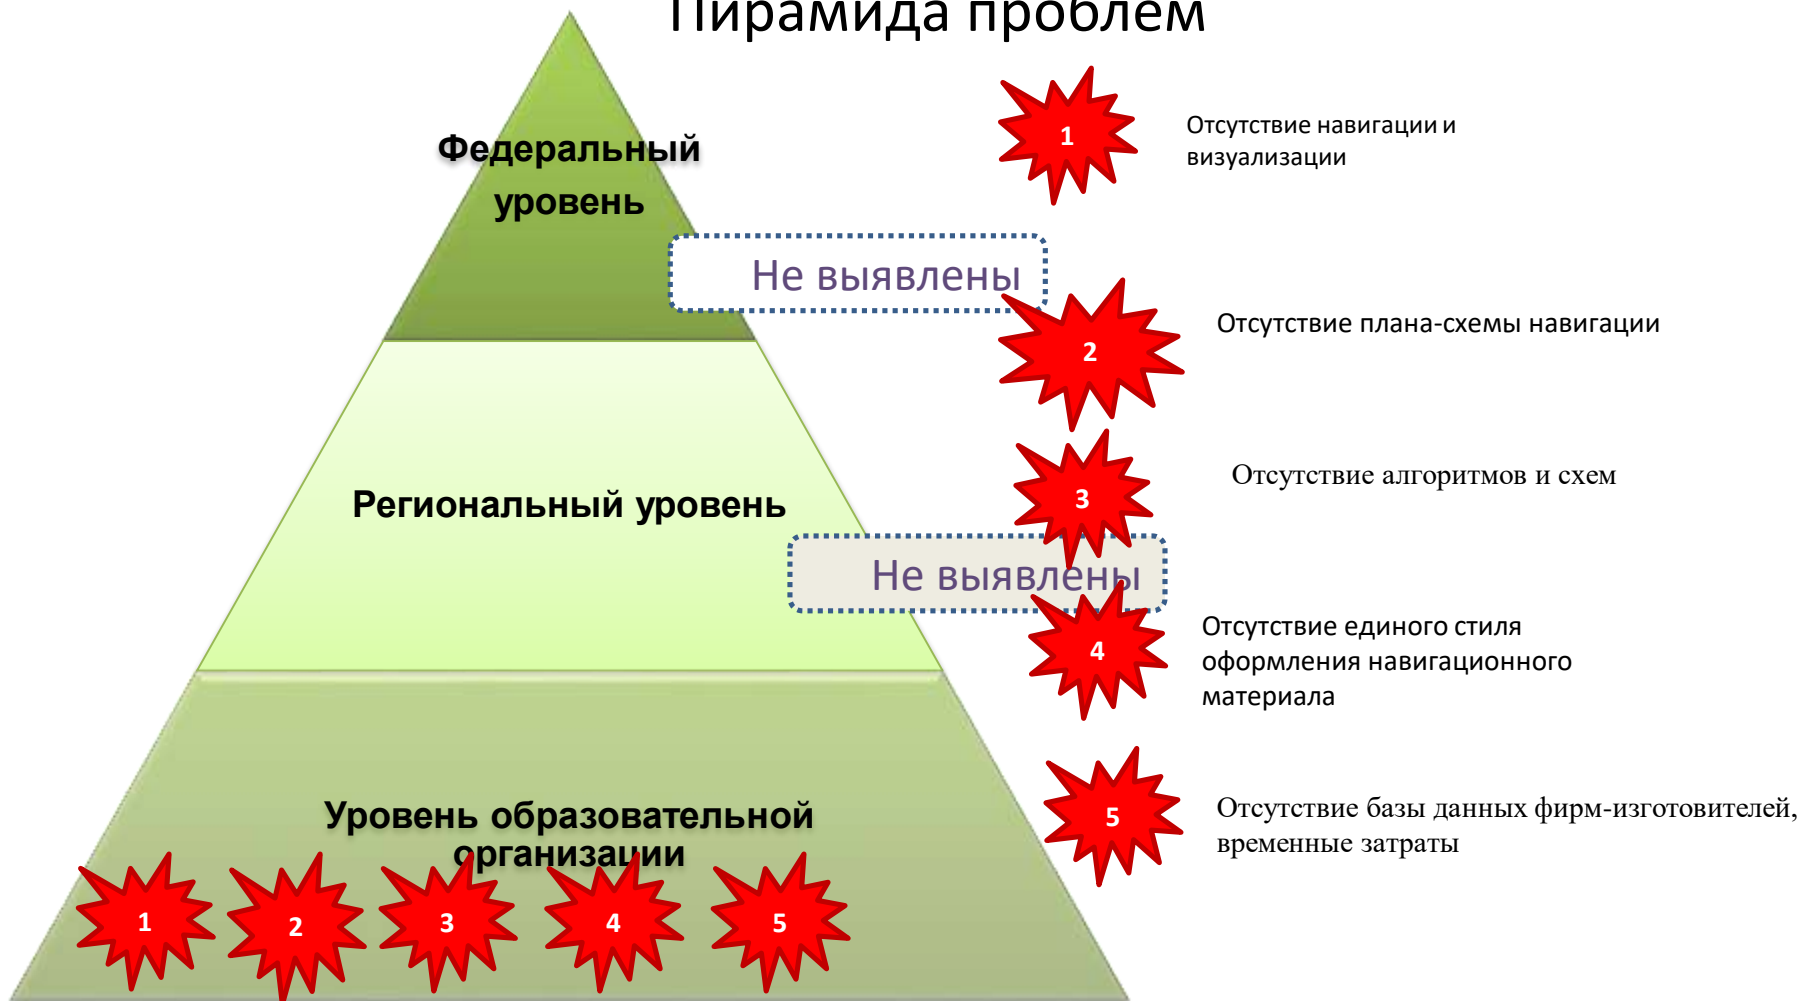 Пирамида проблем
1
Отсутствие навигации и
визуализации
Федеральный
уровень
Не выявлены
2
Отсутствие плана-схемы навигации
3
Отсутствие алгоритмов и схем
Региональный уровень
Не выявлены
4
Отсутствие единого стиля
оформления навигационного
материала
5
Отсутствие базы данных фирм-изготовителей,
временные затраты
Уровень образовательной
организации
1
2
3
4
5